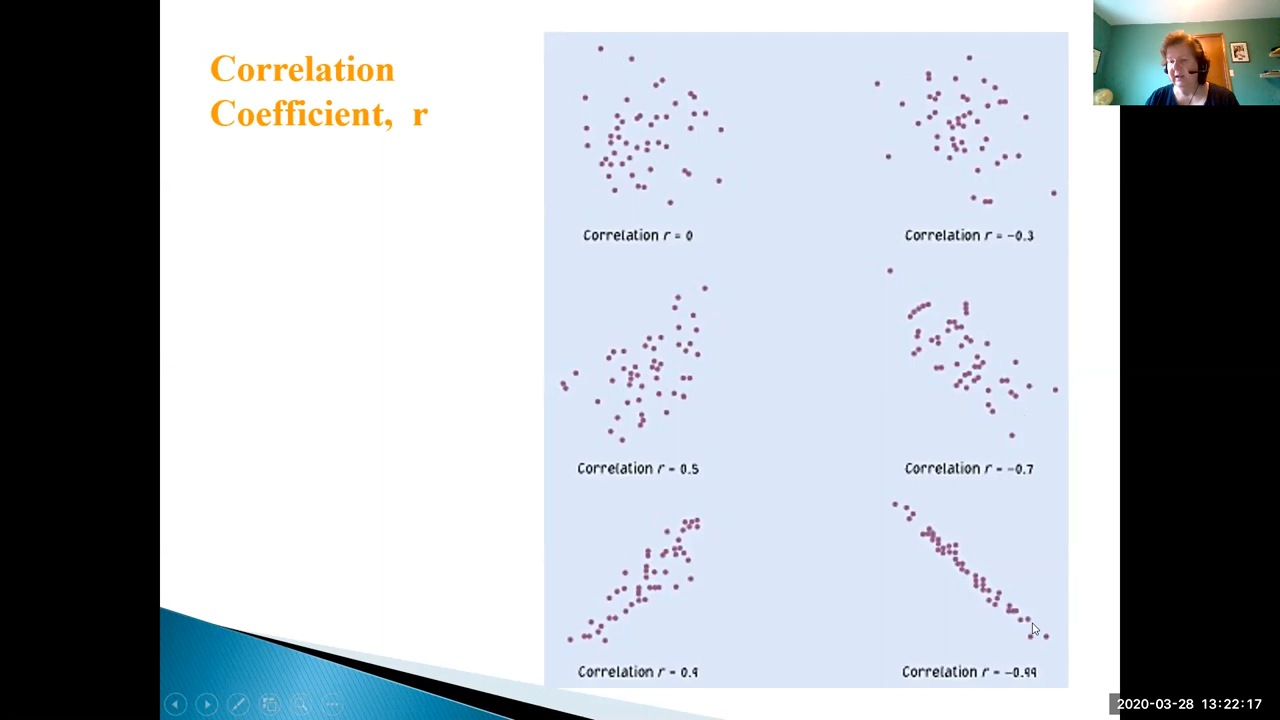 Correlation
Coefficient, r
Correlation r = 0
Correlation r = -0.3
Correlation r = 0.5
Correlation r = -0.7
Correlation r = 0.9
Correlation r = -0.99
2020-03-28 13:22:17